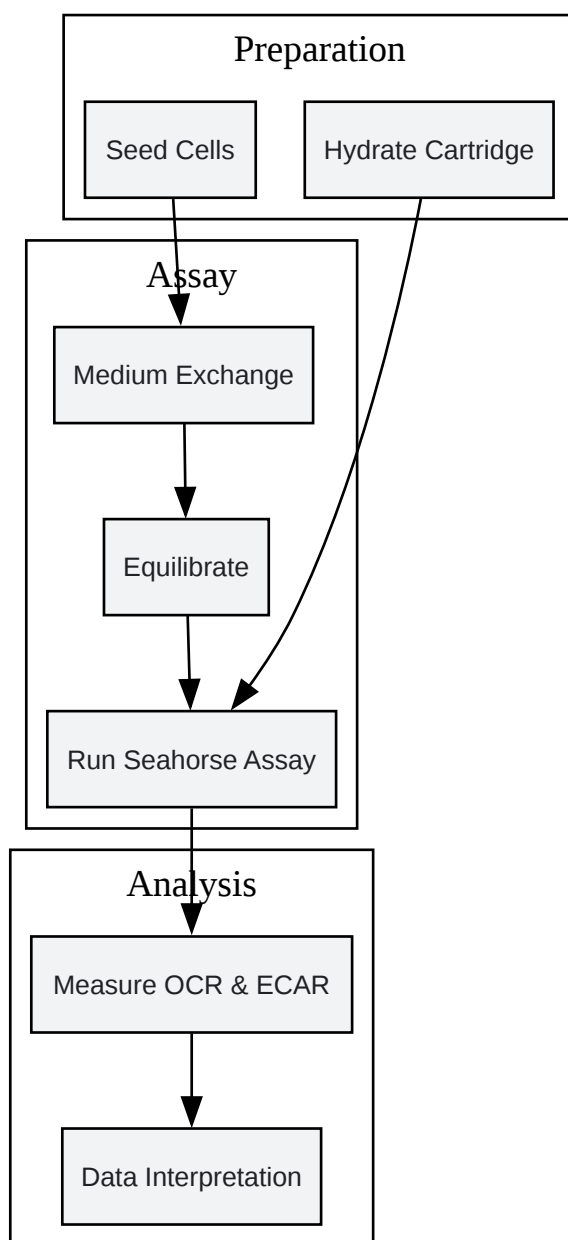 Preparation
Seed Cells
Hydrate Cartridge
Assay
Medium Exchange
Equilibrate
Run Seahorse Assay
Analysis
Measure OCR & ECAR
Data Interpretation